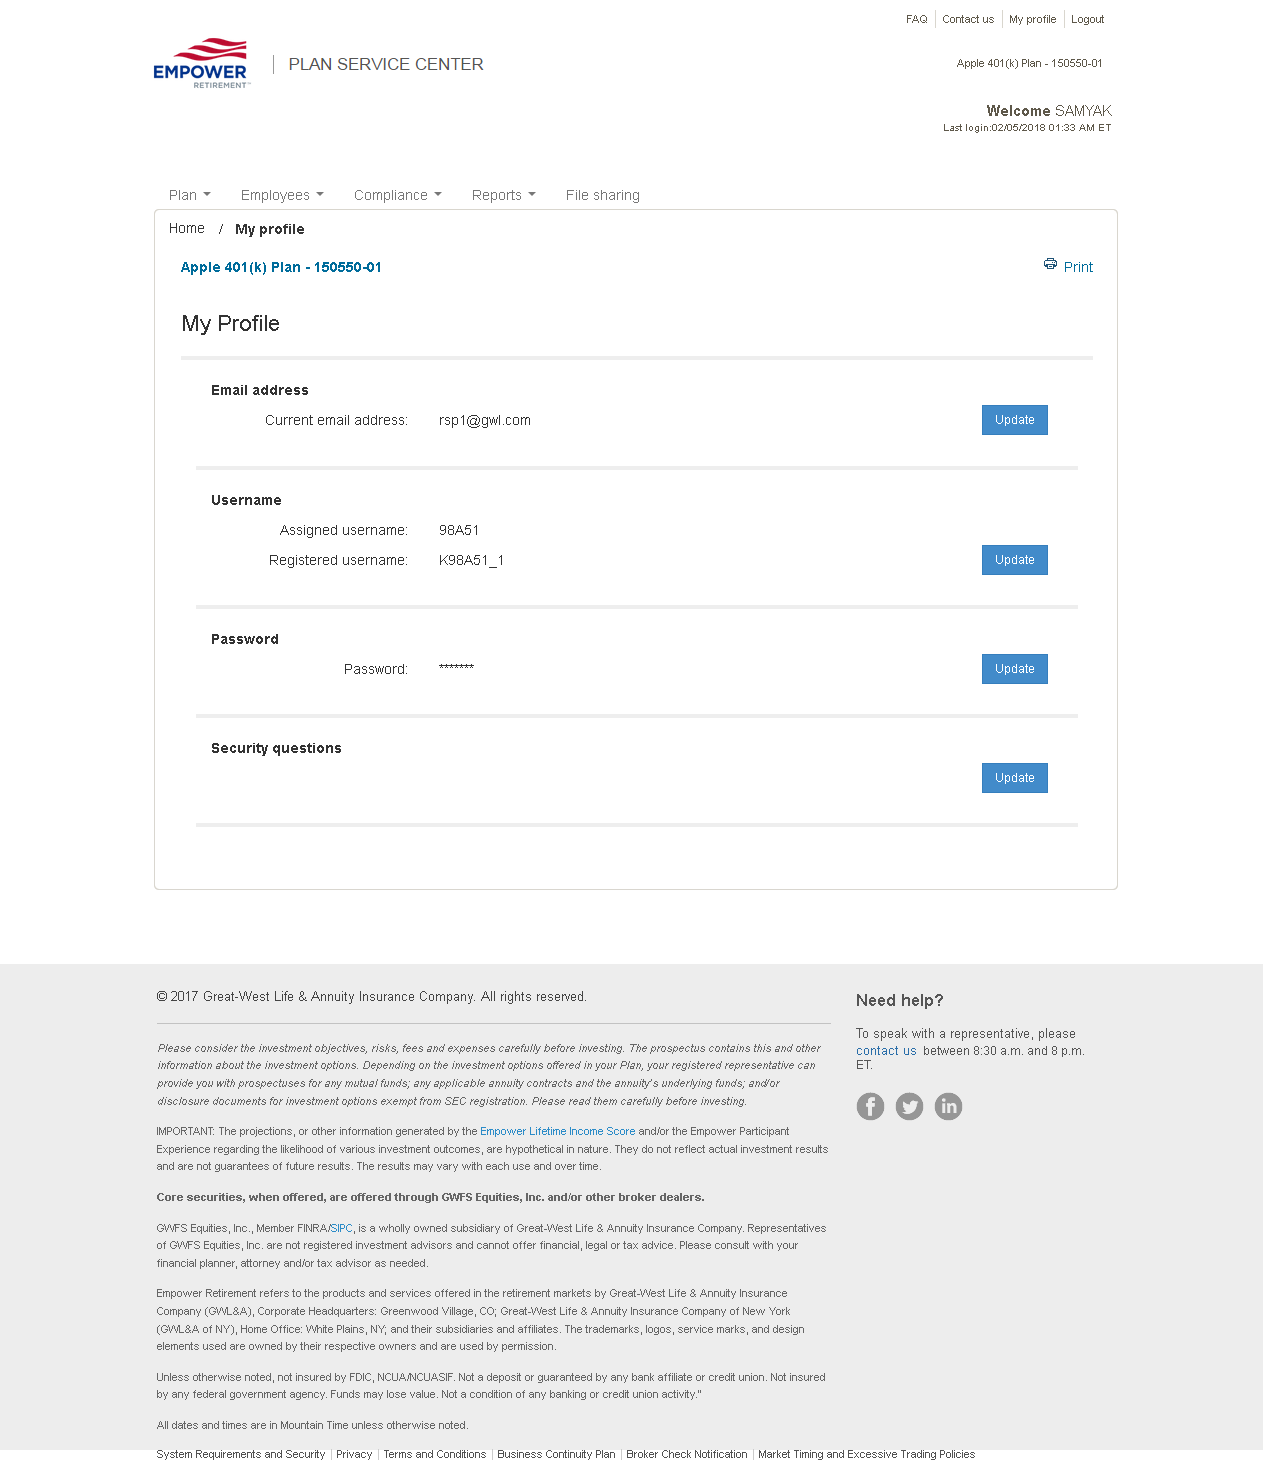 FAQ Contact us My profile Logout
EMPOWER
RETIREMENT™
PLAN SERVICE CENTER
Apple 401(k) Plan - 150550-01
Welcome SAMYAK
Last login:02/05/2018 01:33 AM ET
Plan Employees Compliance Reports File sharing
Home / My profile
Apple 401(k) Plan - 150550-01 Print
My Profile
Email address
Current email address: rsp1@gwl.com Update
Username
Assigned username: 98A51
Registered username: K98A51_1 Update
Password
Password: ******* Update
Security questions
Update
© 2017 Great-West Life & Annuity Insurance Company. All rights reserved.
Please consider the investment objectives, risks, fees and expenses carefully before investing. The prospectus contains this and other
information about the investment options. Depending on the investment options offered in your Plan, your registered representative can
provide you with prospectuses for any mutual funds; any applicable annuity contracts and the annuity's underlying funds; and/or
disclosure documents for investment options exempt from SEC registration. Please read them carefully before investing.
IMPORTANT: The projections, or other information generated by the Empower Lifetime Income Score and/or the Empower Participant
Experience regarding the likelihood of various investment outcomes, are hypothetical in nature. They do not reflect actual investment results
and are not guarantees of future results. The results may vary with each use and over time.
Core securities, when offered, are offered through GWFS Equities, Inc. and/or other broker dealers.
GWFS Equities, Inc., Member FINRA/SIPC, is a wholly owned subsidiary of Great-West Life & Annuity Insurance Company. Representatives
of GWFS Equities, Inc. are not registered investment advisors and cannot offer financial, legal or tax advice. Please consult with your
financial planner, attorney and/or tax advisor as needed.
Empower Retirement refers to the products and services offered in the retirement markets by Great-West Life & Annuity Insurance
Company (GWL&A), Corporate Headquarters: Greenwood Village, CO; Great-West Life & Annuity Insurance Company of New York
(GWL&A of NY), Home Office: White Plains, NY; and their subsidiaries and affiliates. The trademarks, logos, service marks, and design
elements used are owned by their respective owners and are used by permission.
Unless otherwise noted, not insured by FDIC, NCUA/NCUASIF. Not a deposit or guaranteed by any bank affiliate or credit union. Not insured
by any federal government agency. Funds may lose value. Not a condition of any banking or credit union activity."
All dates and times are in Mountain Time unless otherwise noted.
System Requirements and Security Privacy Terms and Conditions Business Continuity Plan Broker Check Notification Market Timing and Excessive Trading Policies
Need help?
To speak with a representative, please
contact us between 8:30 a.m. and 8 p.m.
ET.